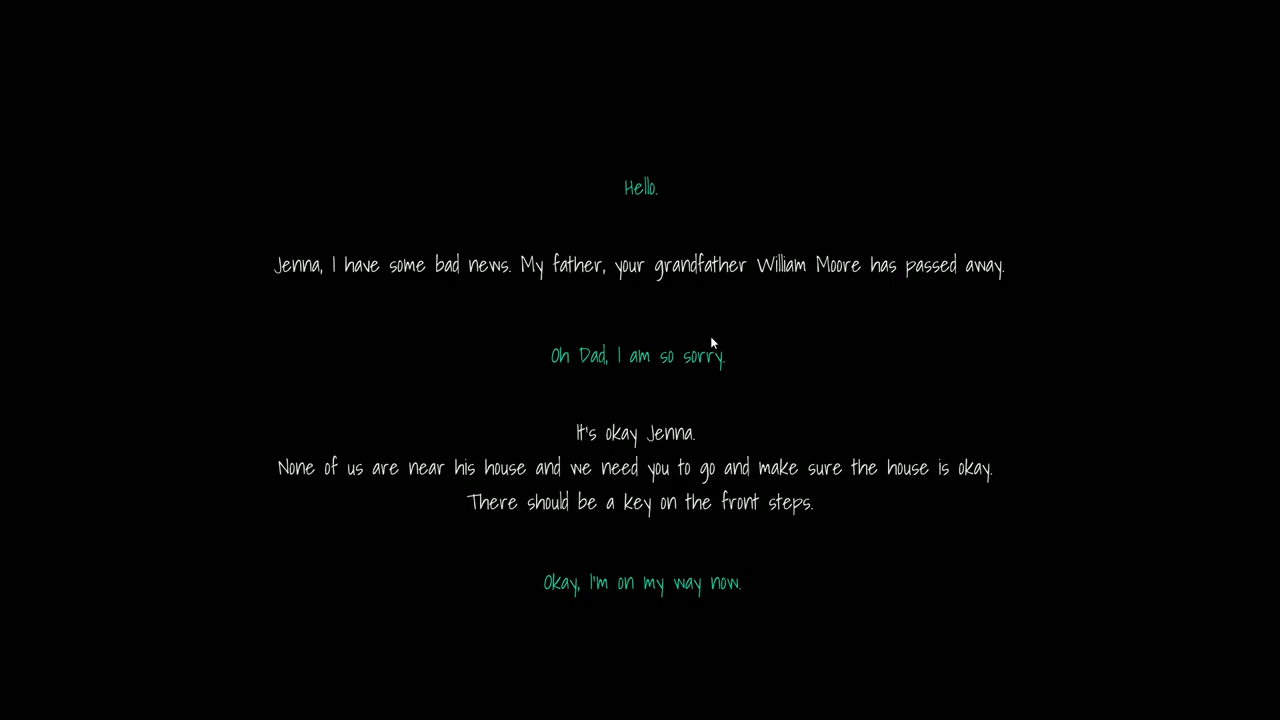 Hello.
Jenna, I have some bad news. My father, your grandfather William Moore has passed away.
Oh Dad, I am so sorry.
It's okay Jenna.
None of us are near his house and we need you to go and make sure the house is okay.
There should be a key on the front steps.
Okay, I'm on my way now.